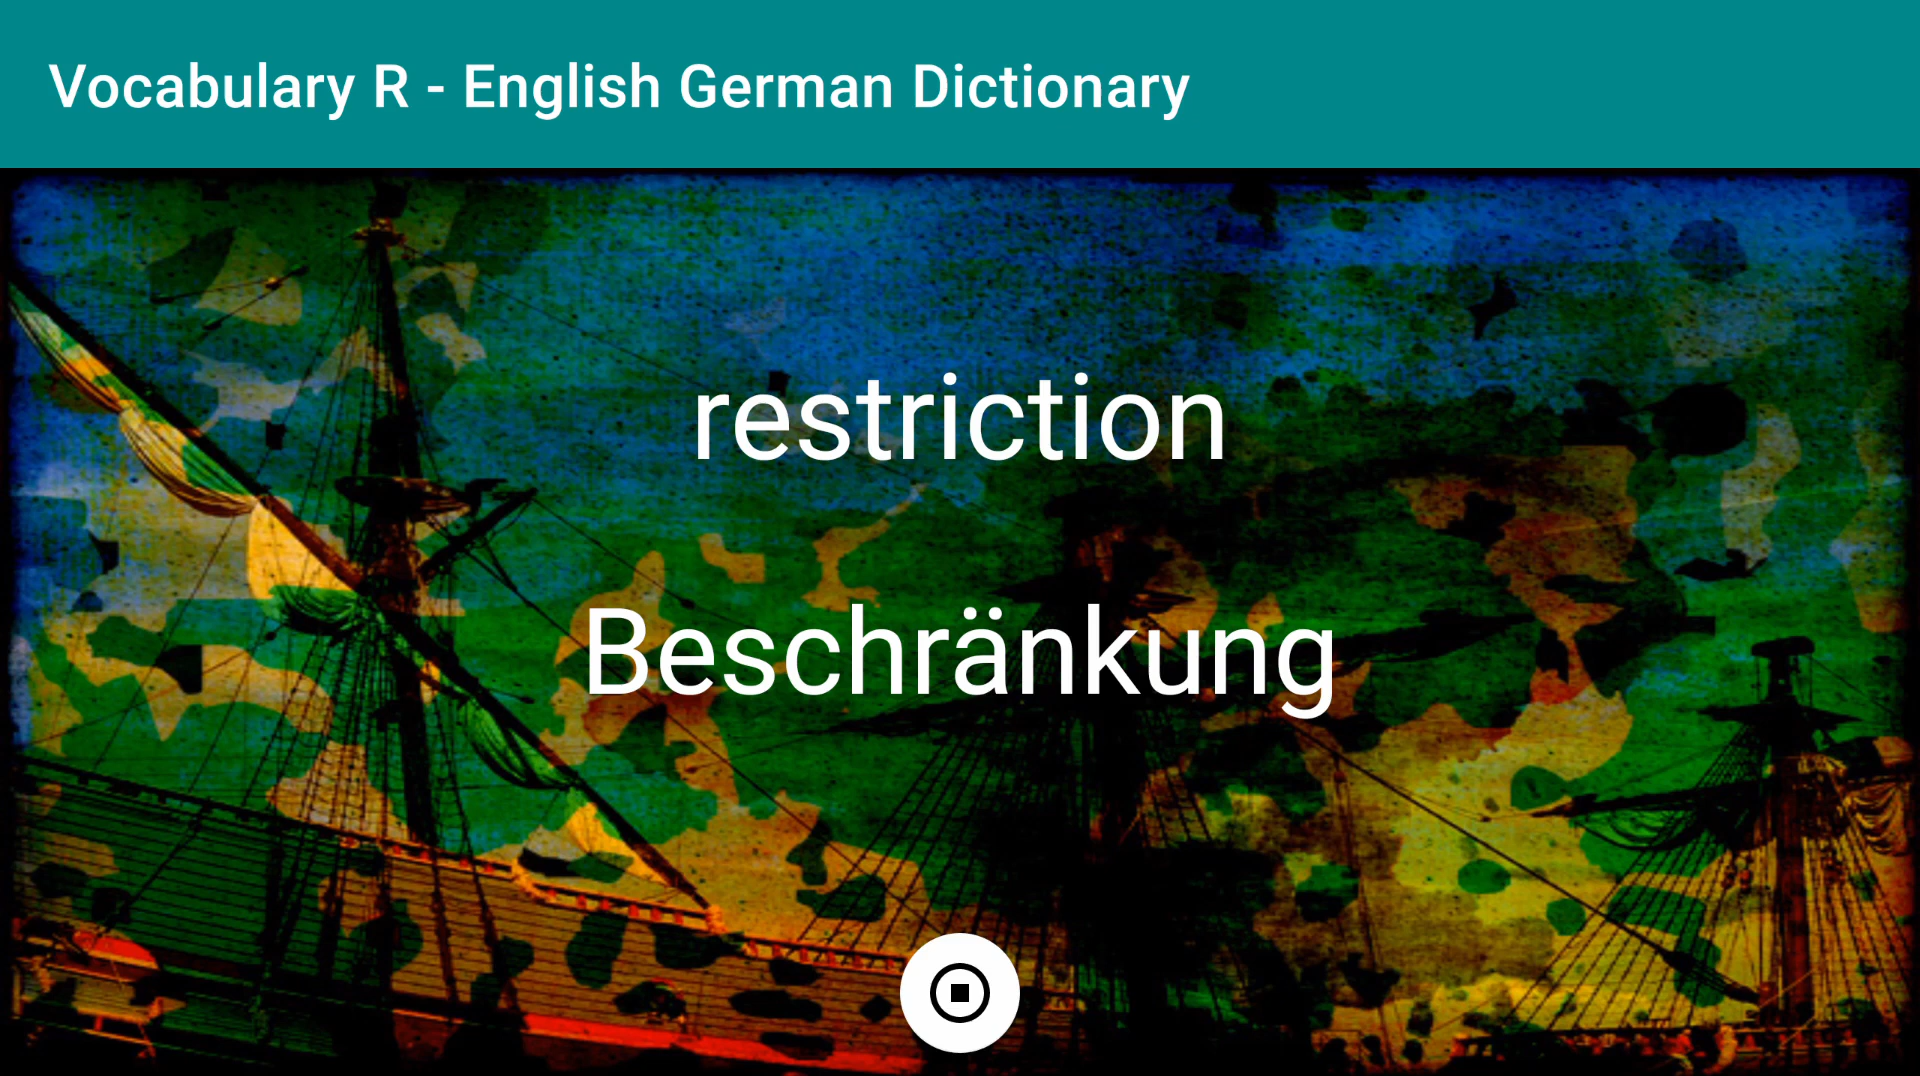 Vocabulary R - English German Dictionary
restriction
Beschränkung